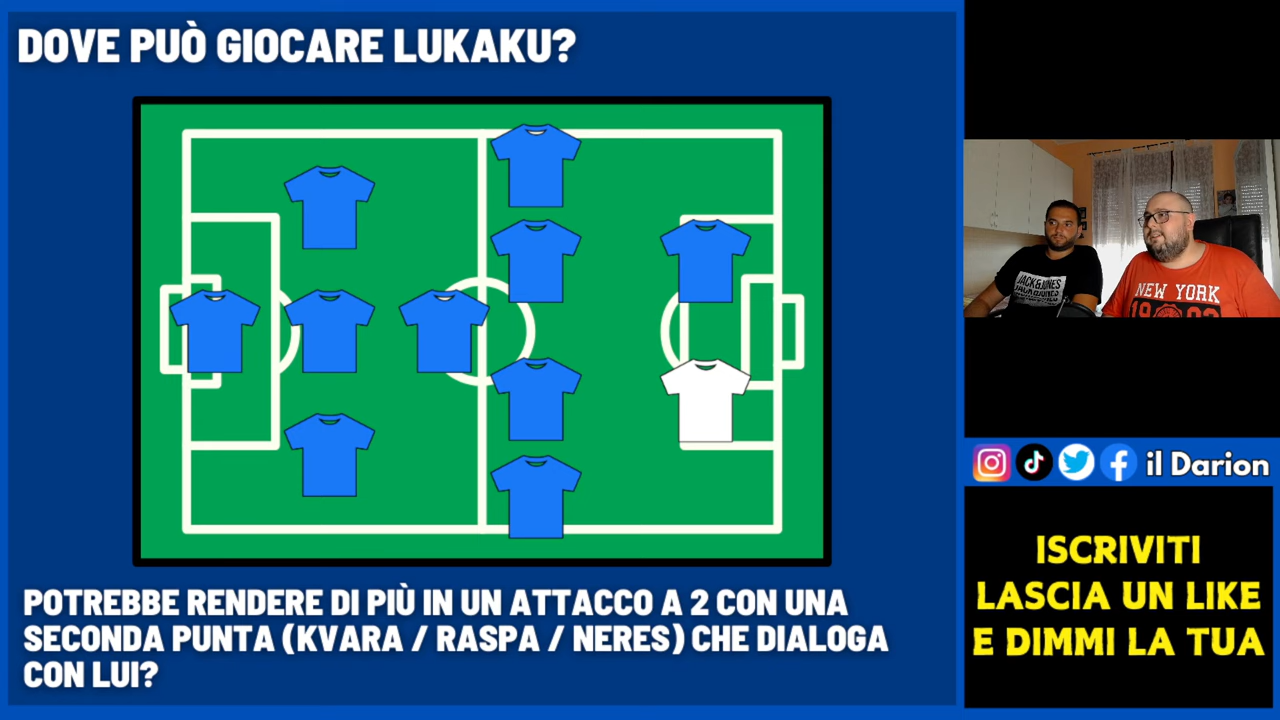 DOVE PUÒ GIOCARE LUKAKU?
POTREBBE RENDERE DI PIÙ IN UN ATTACCO A 2 CON UNA
SECONDA PUNTA (KVARA / RASPA / NERES) CHE DIALOGA
CON LUI?
JACK&JONES
NEW YORK
il Darion
ISCRIVITI
LASCIA UN LIKE
E DIMMI LA TUA